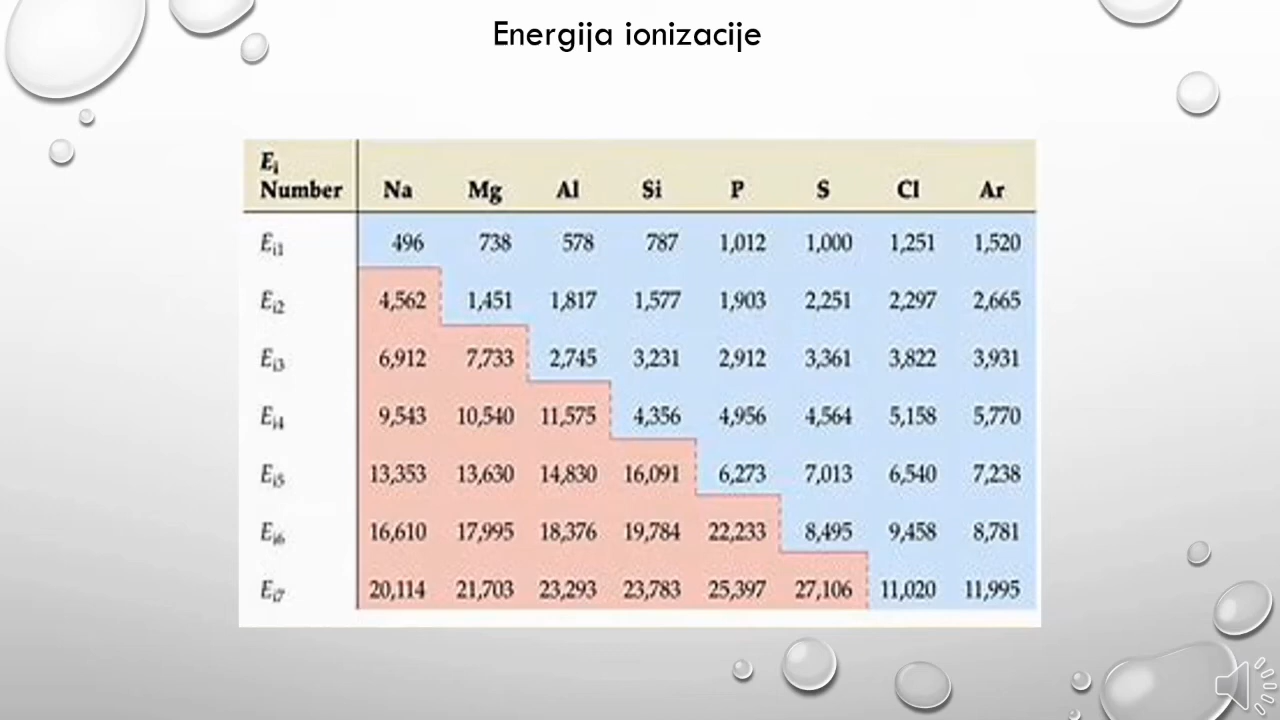 Energija ionizacije
Ei
Number Na Mg Al Si P S Cl Ar
Ei1 496 738 578 787 1,012 1,000 1,251 1,520
Ei2 4,562 1,451 1,817 1,577 1,903 2,251 2,297 2,665
Ei3 6,912 7,733 2,745 3,231 2,912 3,361 3,822 3,931
Ei4 9,543 10,540 11,575 4,356 4,956 4,564 5,158 5,770
Ei5 13,353 13,630 14,830 16,091 6,273 7,013 6,540 7,238
Ei6 16,610 17,995 18,376 19,784 22,233 8,495 9,458 8,781
Ei7 20,114 21,703 23,293 23,783 25,397 27,106 11,020 11,995